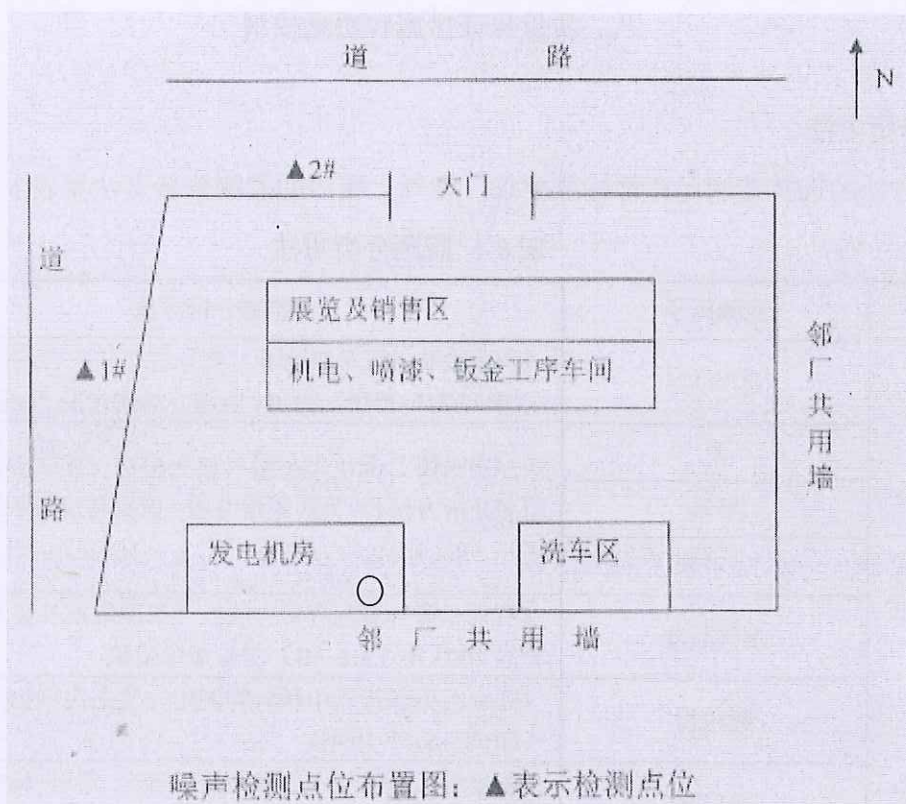 道 路
N
▲2#
大门
道
路
▲1#
展览及销售区
机电、喷漆、钣金工序车间
邻厂共用墙
发电机房
洗车区
邻厂共用墙
噪声检测点位布置图：▲表示检测点位